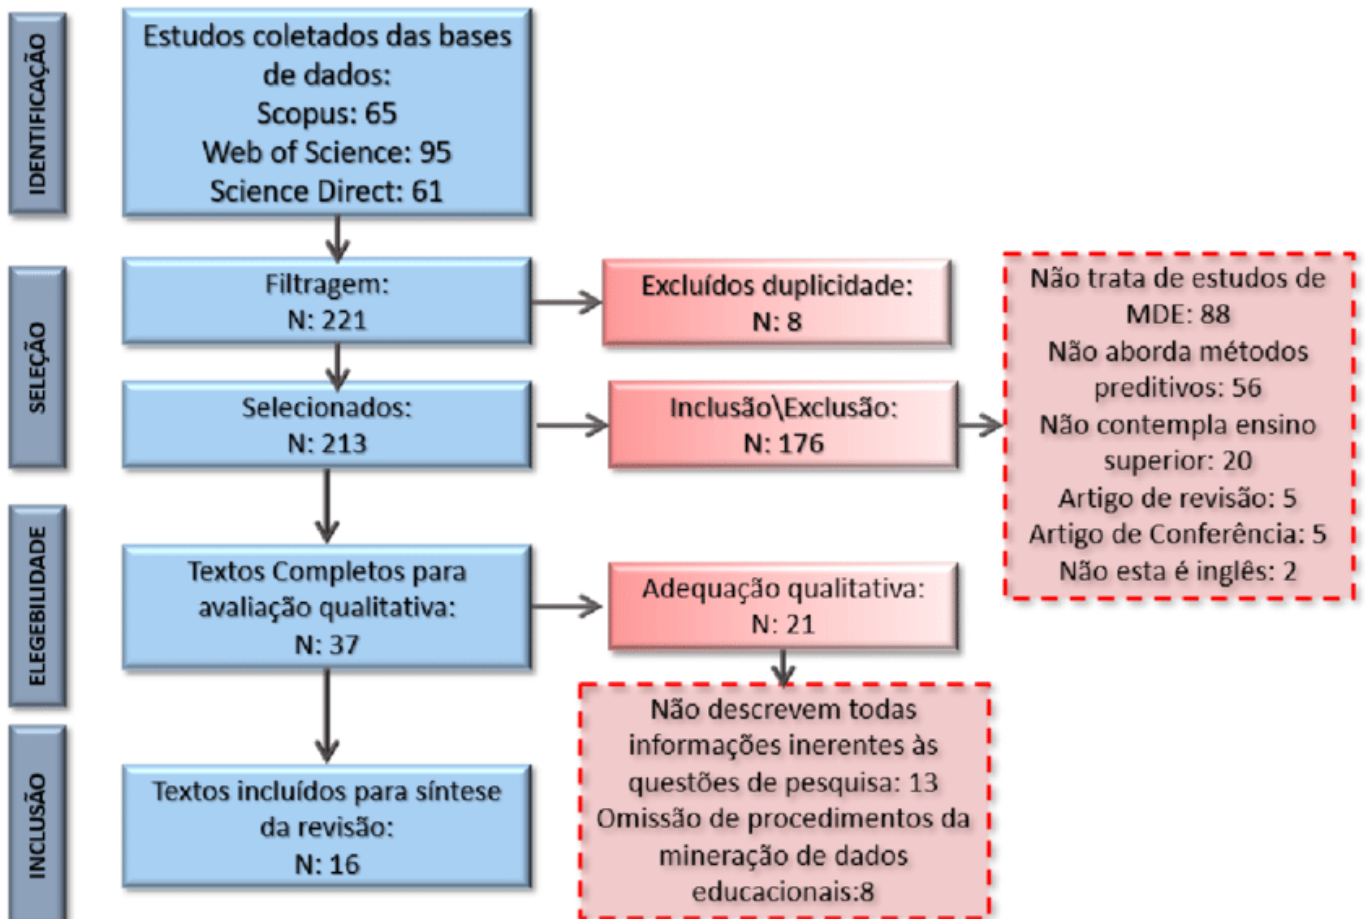 IDENTIFICAÇÃO
Estudos coletados das bases
de dados:
Scopus: 65
Web of Science: 95
Science Direct: 61
SELEÇÃO
Filtragem:
N: 221
Excluídos duplicidade:
N: 8
Selecionados:
N: 213
Inclusão\Exclusão:
N: 176
Não trata de estudos de
MDE: 88
Não aborda métodos
preditivos: 56
Não contempla ensino
superior: 20
Artigo de revisão: 5
Artigo de Conferência: 5
Não esta é inglês: 2
ELEGEBILIDADE
Textos Completos para
avaliação qualitativa:
N: 37
Adequação qualitativa:
N: 21
Não descrevem todas
informações inerentes às
questões de pesquisa: 13
Omissão de procedimentos da
mineração de dados
educacionais:8
INCLUSÃO
Textos incluídos para síntese
da revisão:
N: 16